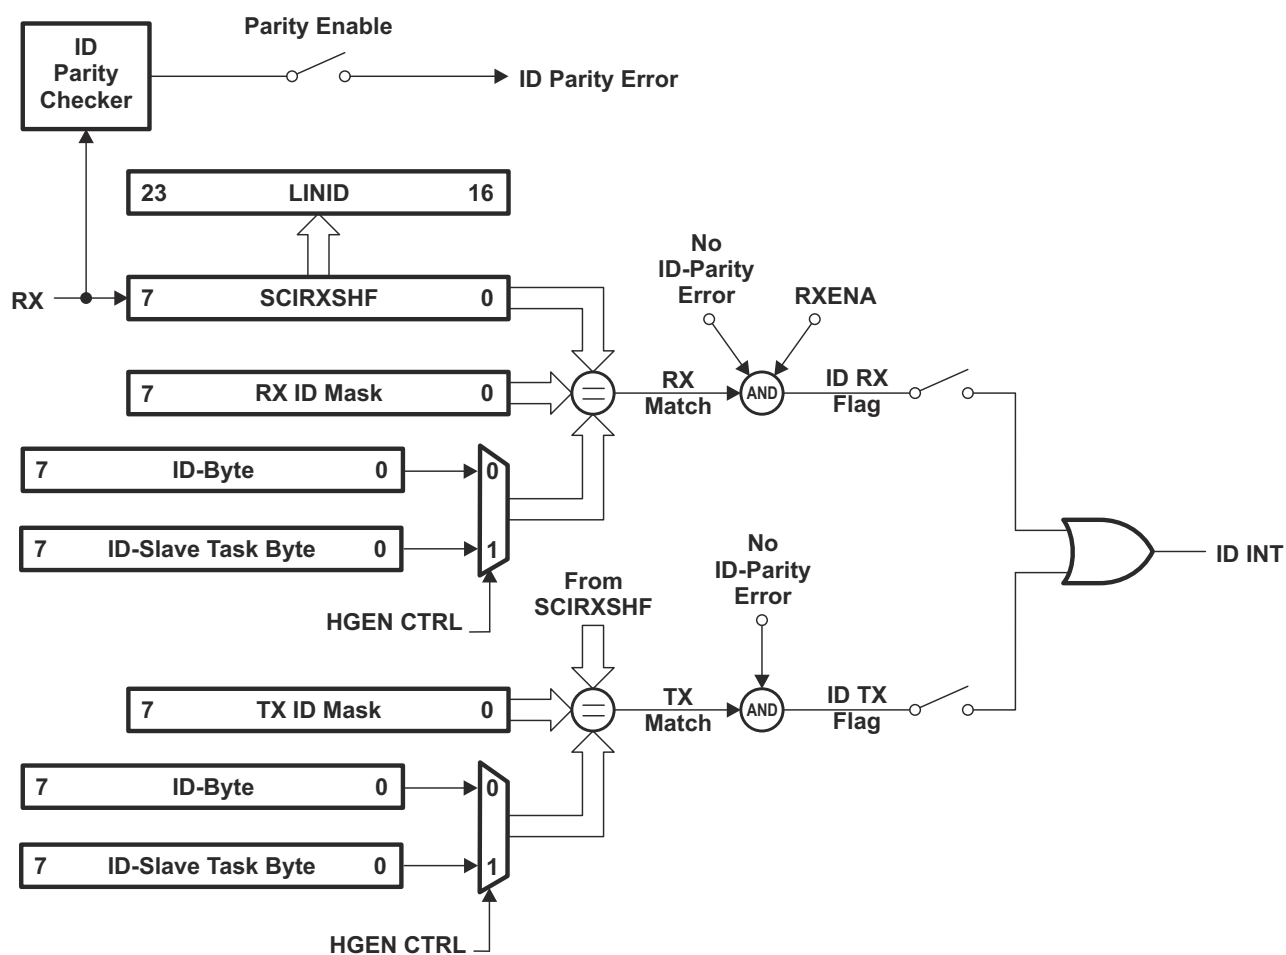 Parity Enable
ID
Parity
Checker
ID Parity Error
23 LINID 16
RX
7 SCIRXSHF 0
No
ID-Parity
Error
RXENA
7 RX ID Mask 0
RX
Match
AND
ID RX
Flag
7 ID-Byte 0
0
7 ID-Slave Task Byte 0
1
HGEN CTRL
From
SCIRXSHF
No
ID-Parity
Error
ID INT
7 TX ID Mask 0
TX
Match
AND
ID TX
Flag
7 ID-Byte 0
0
7 ID-Slave Task Byte 0
1
HGEN CTRL